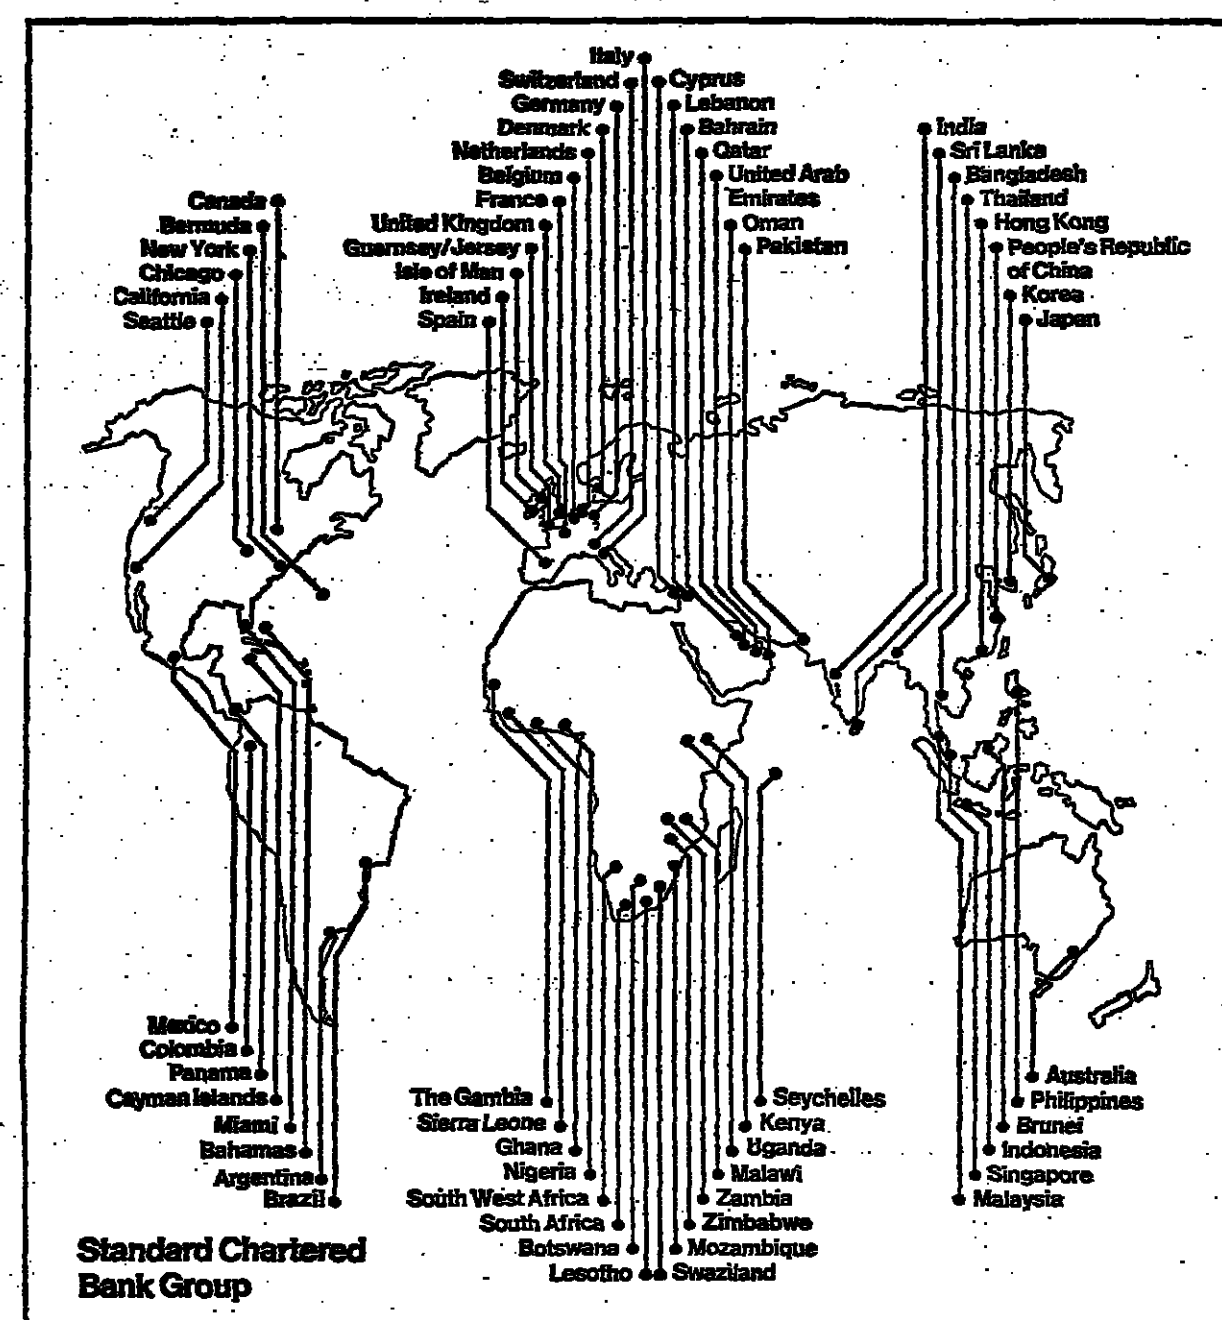 Italy
Switzerland
Cyprus
Germany
Lebanon
Denmark
Bahrain
Netherlands
Qatar
Belgium
United Arab
Emirates
France
United Kingdom
Oman
Guernsey/Jersey
Pakistan
Isle of Man
Ireland
Spain
Canada
Bermuda
New York
Chicago
California
Seattle
India
Sri Lanka
Bangladesh
Thailand
Hong Kong
People's Republic
of China
Korea
Japan
Mexico
Colombia
Panama
Cayman Islands
Miami
Bahamas
Argentina
Brazil
The Gambia
Sierra Leone
Ghana
Nigeria
South West Africa
South Africa
Botswana
Lesotho
Seychelles
Kenya
Uganda
Malawi
Zambia
Zimbabwe
Mozambique
Swaziland
Australia
Philippines
Brunei
Indonesia
Singapore
Malaysia
Standard Chartered
Bank Group